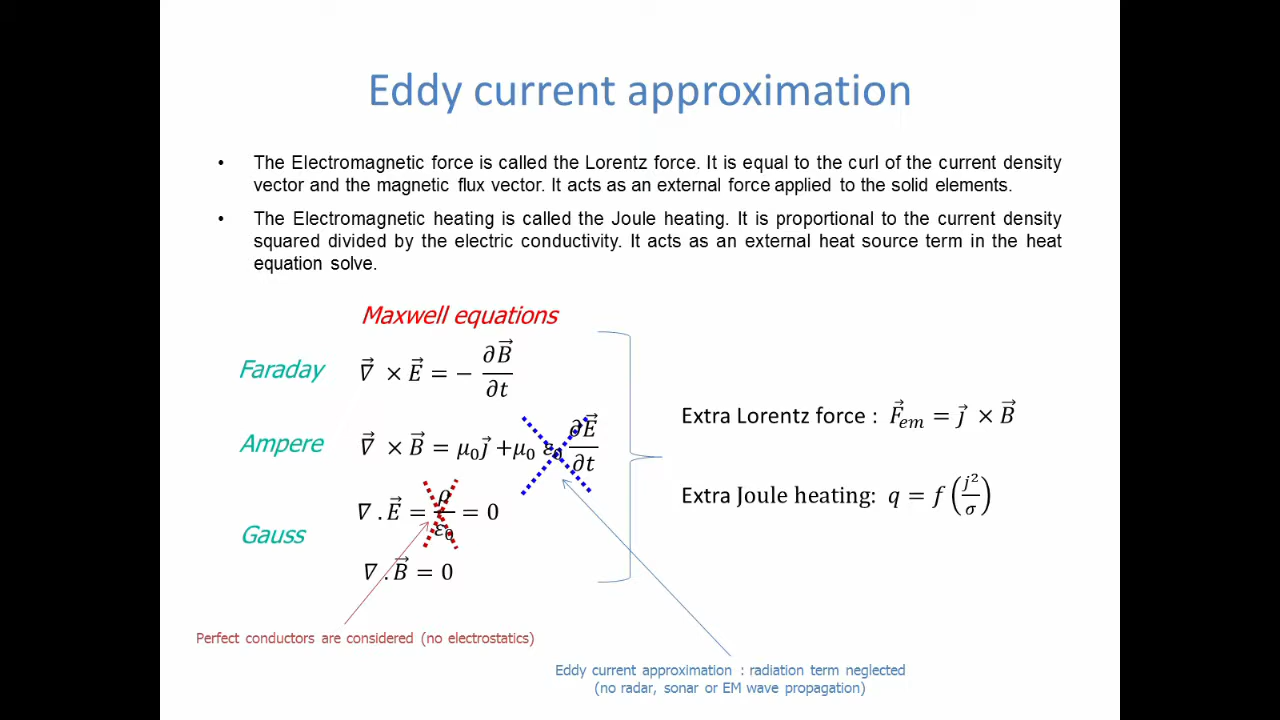 Eddy current approximation
• The Electromagnetic force is called the Lorentz force. It is equal to the curl of the current density
vector and the magnetic flux vector. It acts as an external force applied to the solid elements.
• The Electromagnetic heating is called the Joule heating. It is proportional to the current density
squared divided by the electric conductivity. It acts as an external heat source term in the heat
equation solve.
Maxwell equations
Faraday ∇⃗ × E⃗ = − ∂B⃗/∂t
Ampere ∇⃗ × B⃗ = μ₀j⃗ + μ₀ ε₀ ∂E⃗/∂t
Gauss
∇ . E⃗ = ρ/ε₀ = 0
∇ . B⃗ = 0
Extra Lorentz force : F⃗em = j⃗ × B⃗
Extra Joule heating: q = f(j²/σ)
Perfect conductors are considered (no electrostatics)
Eddy current approximation : radiation term neglected
(no radar, sonar or EM wave propagation)